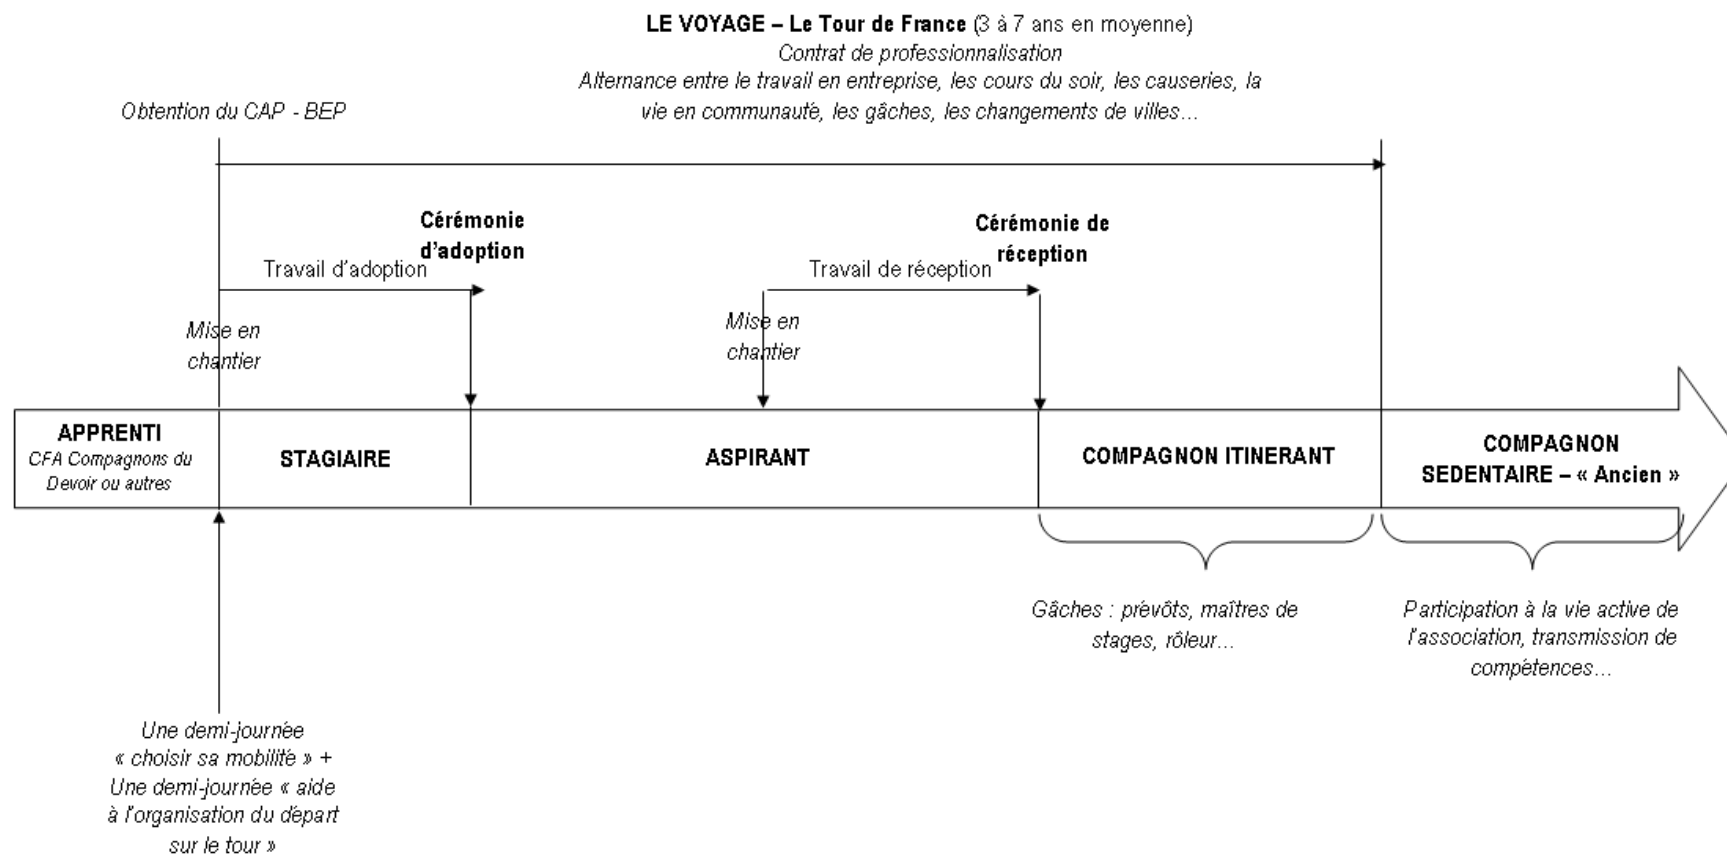 LE VOYAGE – Le Tour de France (3 à 7 ans en moyenne)
Contrat de professionnalisation
Alternance entre le travail en entreprise, les cours du soir, les causeries, la
vie en communauté, les gâches, les changements de villes...
Obtention du CAP - BEP
Cérémonie
d'adoption
Travail d'adoption
Cérémonie de
réception
Travail de réception
Mise en
chantier
Mise en
chantier
APPRENTI
CFA Compagnons du
Devoir ou autres
STAGIAIRE
ASPIRANT
COMPAGNON ITINERANT
COMPAGNON
SEDENTAIRE – « Ancien »
Gâches : prévôts, maîtres de
stages, rôleur...
Participation à la vie active de
l'association, transmission de
compétences...
Une demi-journée
« choisir sa mobilité » +
Une demi-journée « aide
à l'organisation du départ
sur le tour »